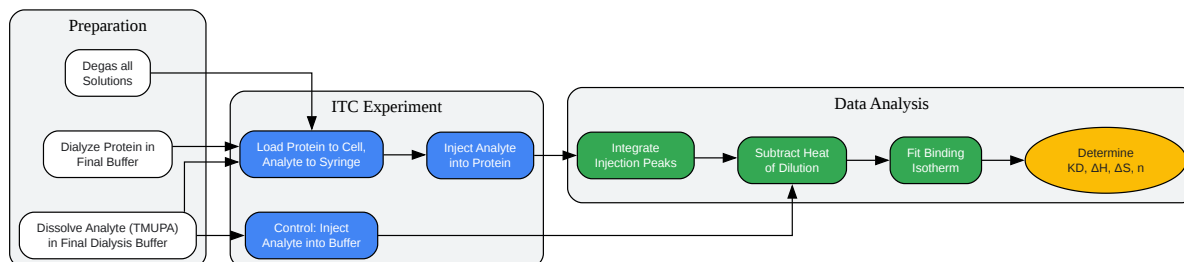 Preparation
Degas all
Solutions
Dialyze Protein in
Final Buffer
Dissolve Analyte (TMUPA)
in Final Dialysis Buffer
ITC Experiment
Load Protein to Cell,
Analyte to Syringe
Inject Analyte
into Protein
Control: Inject
Analyte into Buffer
Data Analysis
Integrate
Injection Peaks
Subtract Heat
of Dilution
Fit Binding
Isotherm
Determine
KD, ΔH, ΔS, n